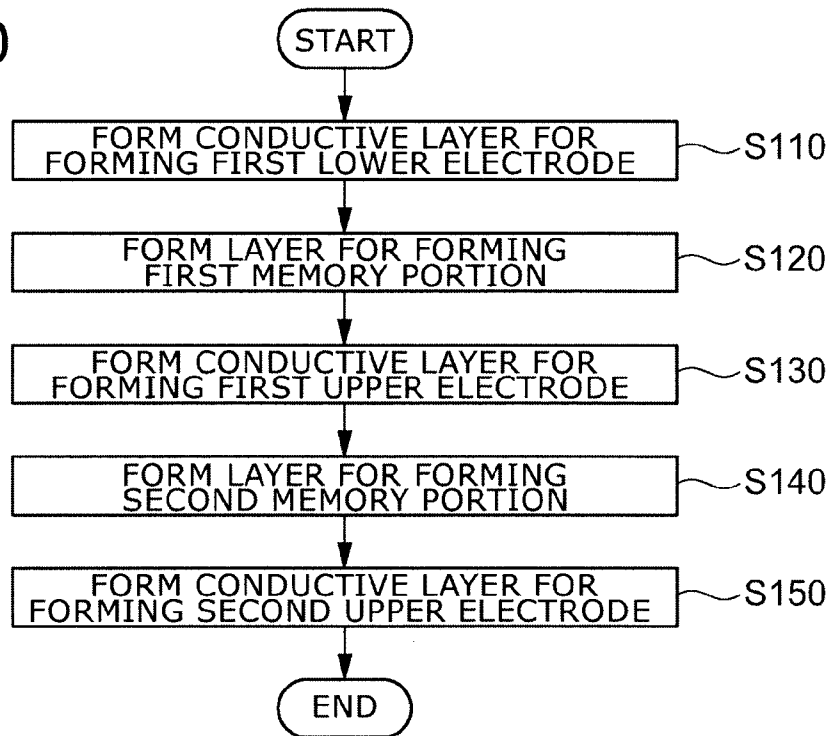 START
FORM CONDUCTIVE LAYER FOR
FORMING FIRST LOWER ELECTRODE
S110
FORM LAYER FOR FORMING
FIRST MEMORY PORTION
S120
FORM CONDUCTIVE LAYER FOR
FORMING FIRST UPPER ELECTRODE
S130
FORM LAYER FOR FORMING
SECOND MEMORY PORTION
S140
FORM CONDUCTIVE LAYER FOR
FORMING SECOND UPPER ELECTRODE
S150
END